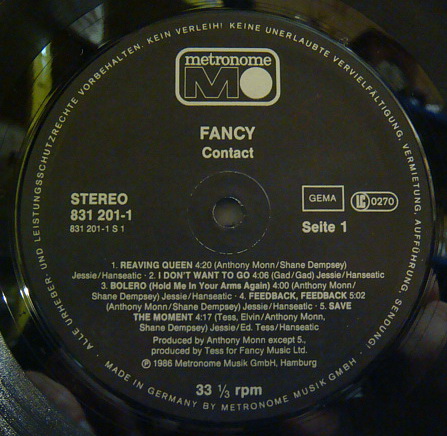 ALLE URHEBER- UND LEISTUNGSSCHUTZRECHTE VORBEHALTEN. KEIN VERLEIH! KEINE UNERLAUBTE VERVIELFÄLTIGUNG, VERMIETUNG, AUFFÜHRUNG, SENDUNG!
metronome
M
FANCY
Contact
STEREO
831 201-1
831 201-1 S 1
GEMA
LC 0270
Seite 1
1. REAVING QUEEN 4:20 (Anthony Monn/Shane Dempsey)
Jessie/Hanseatic · 2. I DON'T WANT TO GO 4:06 (Gad/Gad) Jessie/Hanseatic
3. BOLERO (Hold Me In Your Arms Again) 4:00 (Anthony Monn/
Shane Dempsey) Jessie/Hanseatic · 4. FEEDBACK, FEEDBACK 5:02
(Anthony Monn/Shane Dempsey) Jessie/Hanseatic · 5. SAVE
THE MOMENT 4:17 (Tess, Elvin/Anthony Monn,
Shane Dempsey) Jessie/Ed. Tess/Hanseatic
Produced by Anthony Monn except 5.,
produced by Tess for Fancy Music Ltd.
℗ 1986 Metronome Musik GmbH, Hamburg
33 ⅓ rpm
MADE IN GERMANY BY METRONOME MUSIK GMBH